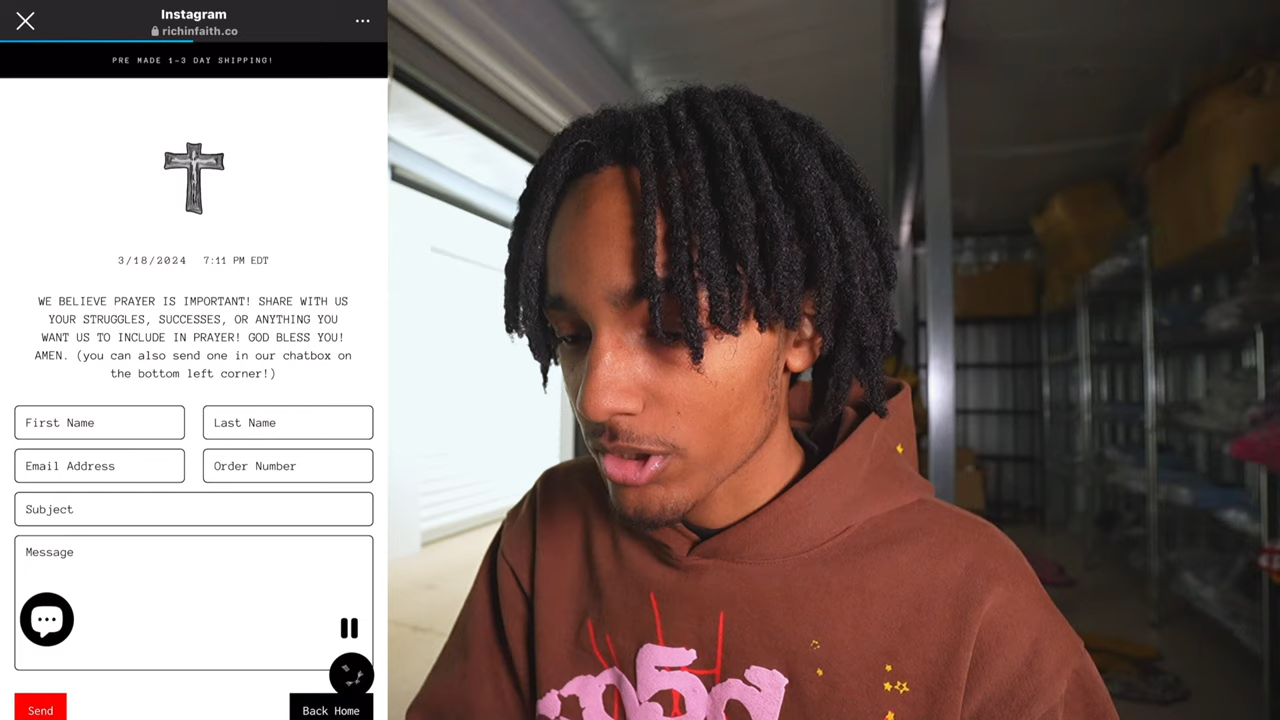 Instagram
richinfaith.co
PRE MADE 1-3 DAY SHIPPING!
3/18/2024 7:11 PM EDT
WE BELIEVE PRAYER IS IMPORTANT! SHARE WITH US
YOUR STRUGGLES, SUCCESSES, OR ANYTHING YOU
WANT US TO INCLUDE IN PRAYER! GOD BLESS YOU!
AMEN. (you can also send one in our chatbox on
the bottom left corner!)
First Name
Last Name
Email Address
Order Number
Subject
Message
Send
Back Home